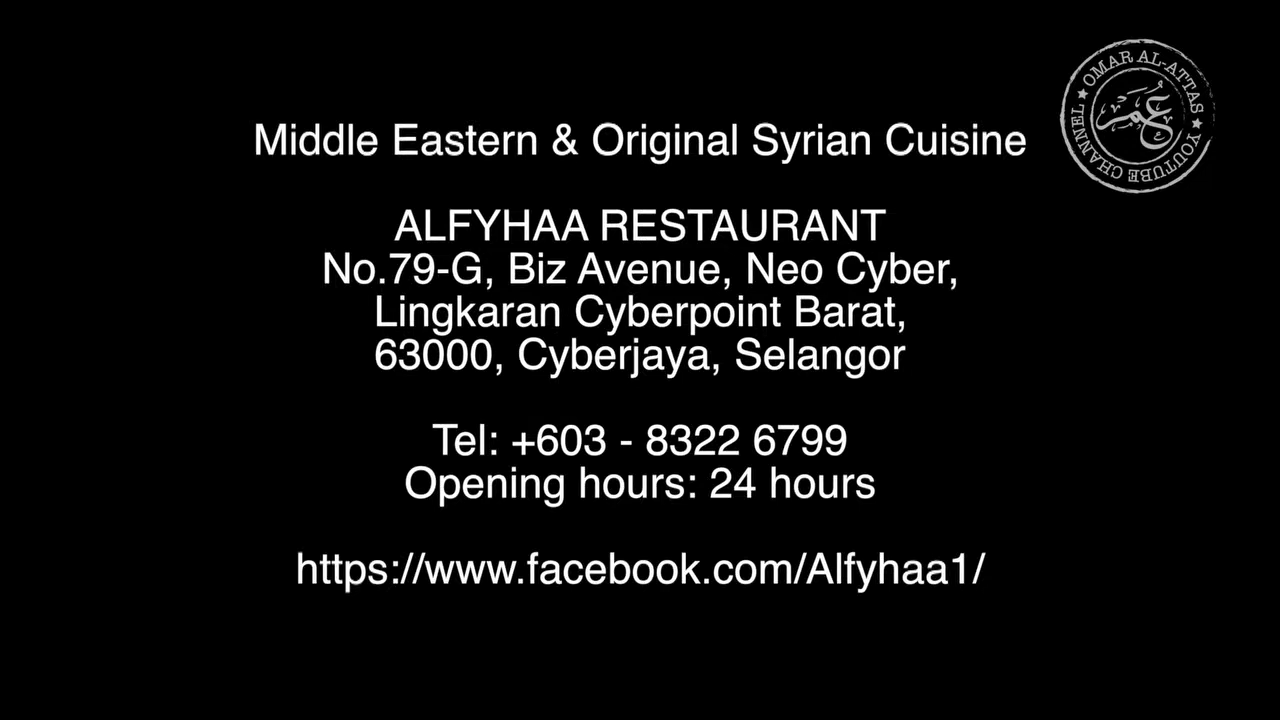 Middle Eastern & Original Syrian Cuisine
OMAR AL-ATTAS
★ YOUTUBE CHANNEL ★
عمر
ALFYHAA RESTAURANT
No.79-G, Biz Avenue, Neo Cyber,
Lingkaran Cyberpoint Barat,
63000, Cyberjaya, Selangor
Tel: +603 - 8322 6799
Opening hours: 24 hours
https://www.facebook.com/Alfyhaa1/